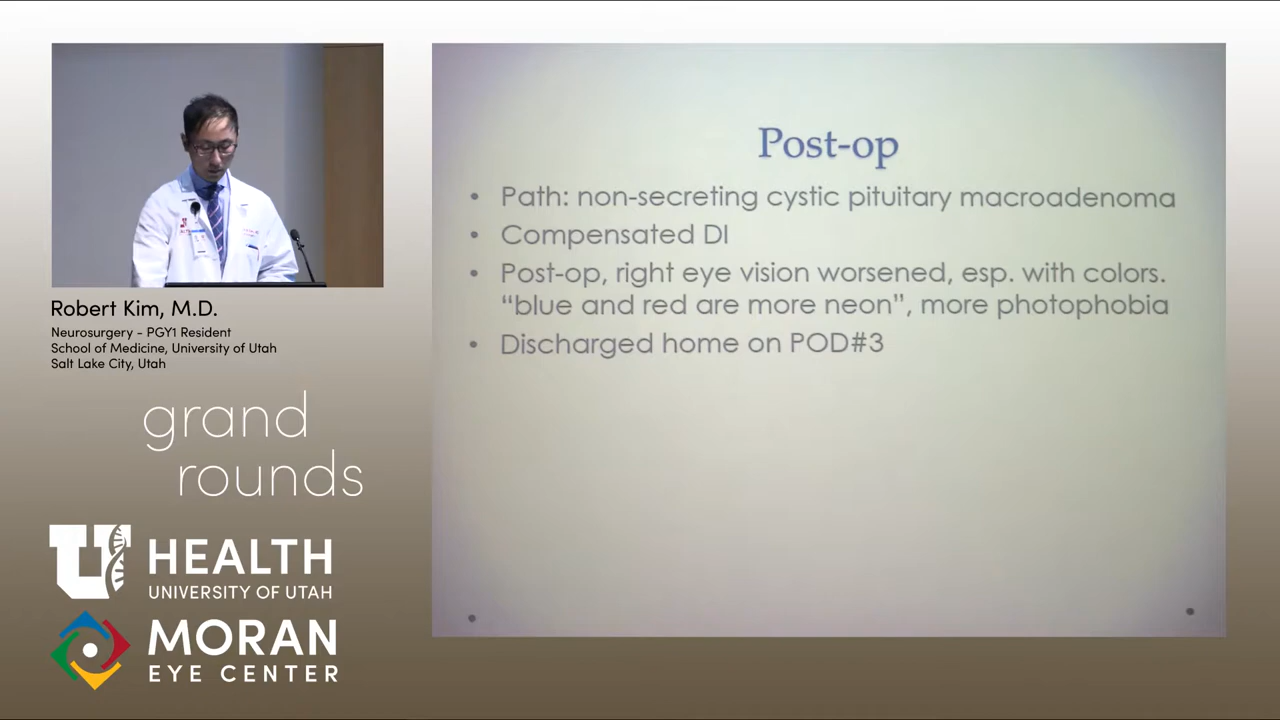 Robert Kim, M.D.
Neurosurgery - PGY1 Resident
School of Medicine, University of Utah
Salt Lake City, Utah
grand
rounds
U HEALTH
UNIVERSITY OF UTAH
MORAN
EYE CENTER
Post-op
• Path: non-secreting cystic pituitary macroadenoma
• Compensated DI
• Post-op, right eye vision worsened, esp. with colors.
“blue and red are more neon”, more photophobia
• Discharged home on POD#3